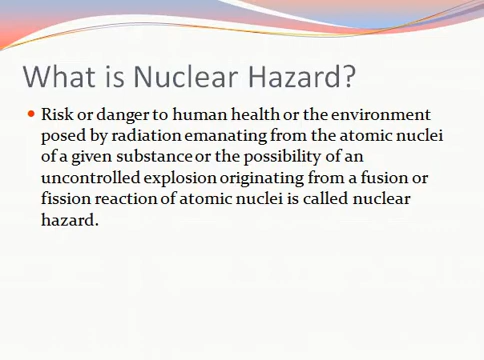 What is Nuclear Hazard?
• Risk or danger to human health or the environment
posed by radiation emanating from the atomic nuclei
of a given substance or the possibility of an
uncontrolled explosion originating from a fusion or
fission reaction of atomic nuclei is called nuclear
hazard.